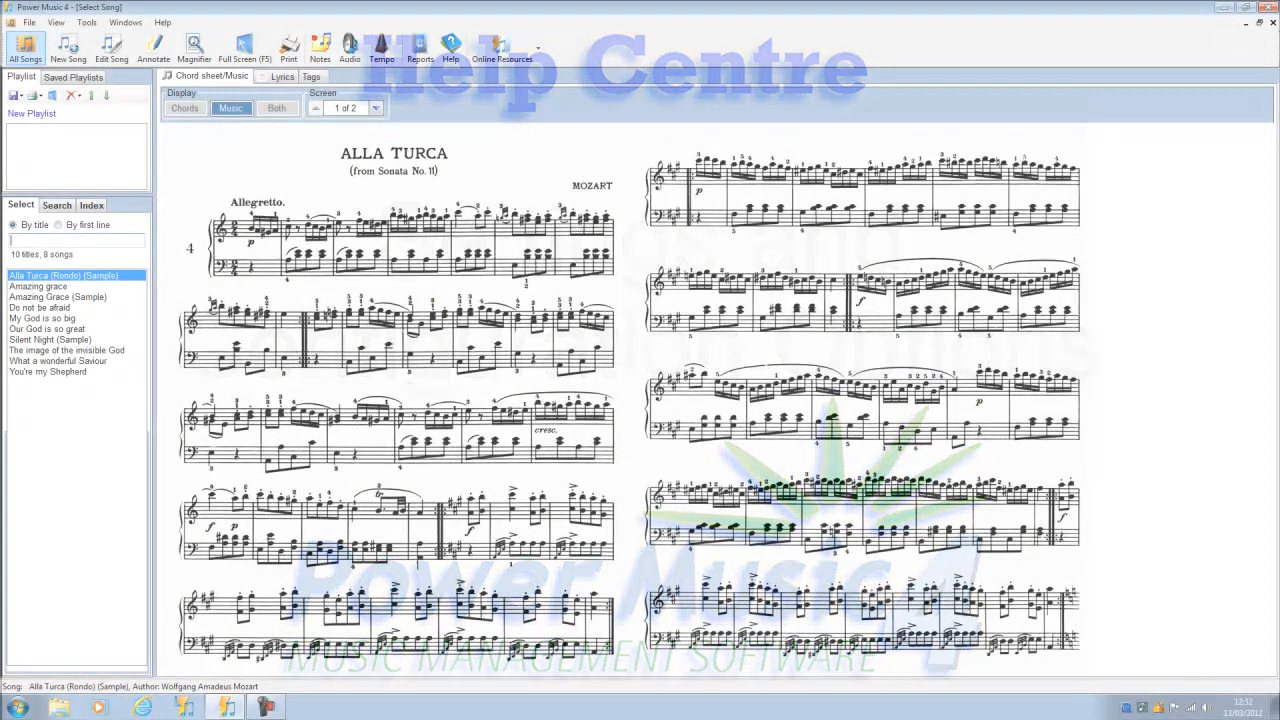 Power Music 4 - [Select Song]
File View Tools Windows Help
All Songs New Song Edit Song Annotate Magnifier Full Screen (F5) Print Notes Audio Tempo Reports Help Online Resources
Help Centre
Playlist Saved Playlists
Chord sheet/Music Lyrics Tags
Display Screen
Chords Music Both 1 of 2
New Playlist
ALLA TURCA
(from Sonata No. 11)
MOZART
Allegretto.
4
Select Search Index
By title By first line
10 titles, 8 songs
Alla Turca (Rondo) (Sample)
Amazing grace
Amazing Grace (Sample)
Do not be afraid
My God is so big
Our God is so great
Silent Night (Sample)
The image of the invisible God
What a wonderful Saviour
You're my Shepherd
cresc.
Power Music 4
MUSIC MANAGEMENT SOFTWARE
Song: Alla Turca (Rondo) (Sample), Author: Wolfgang Amadeus Mozart
12:32
13/03/2012